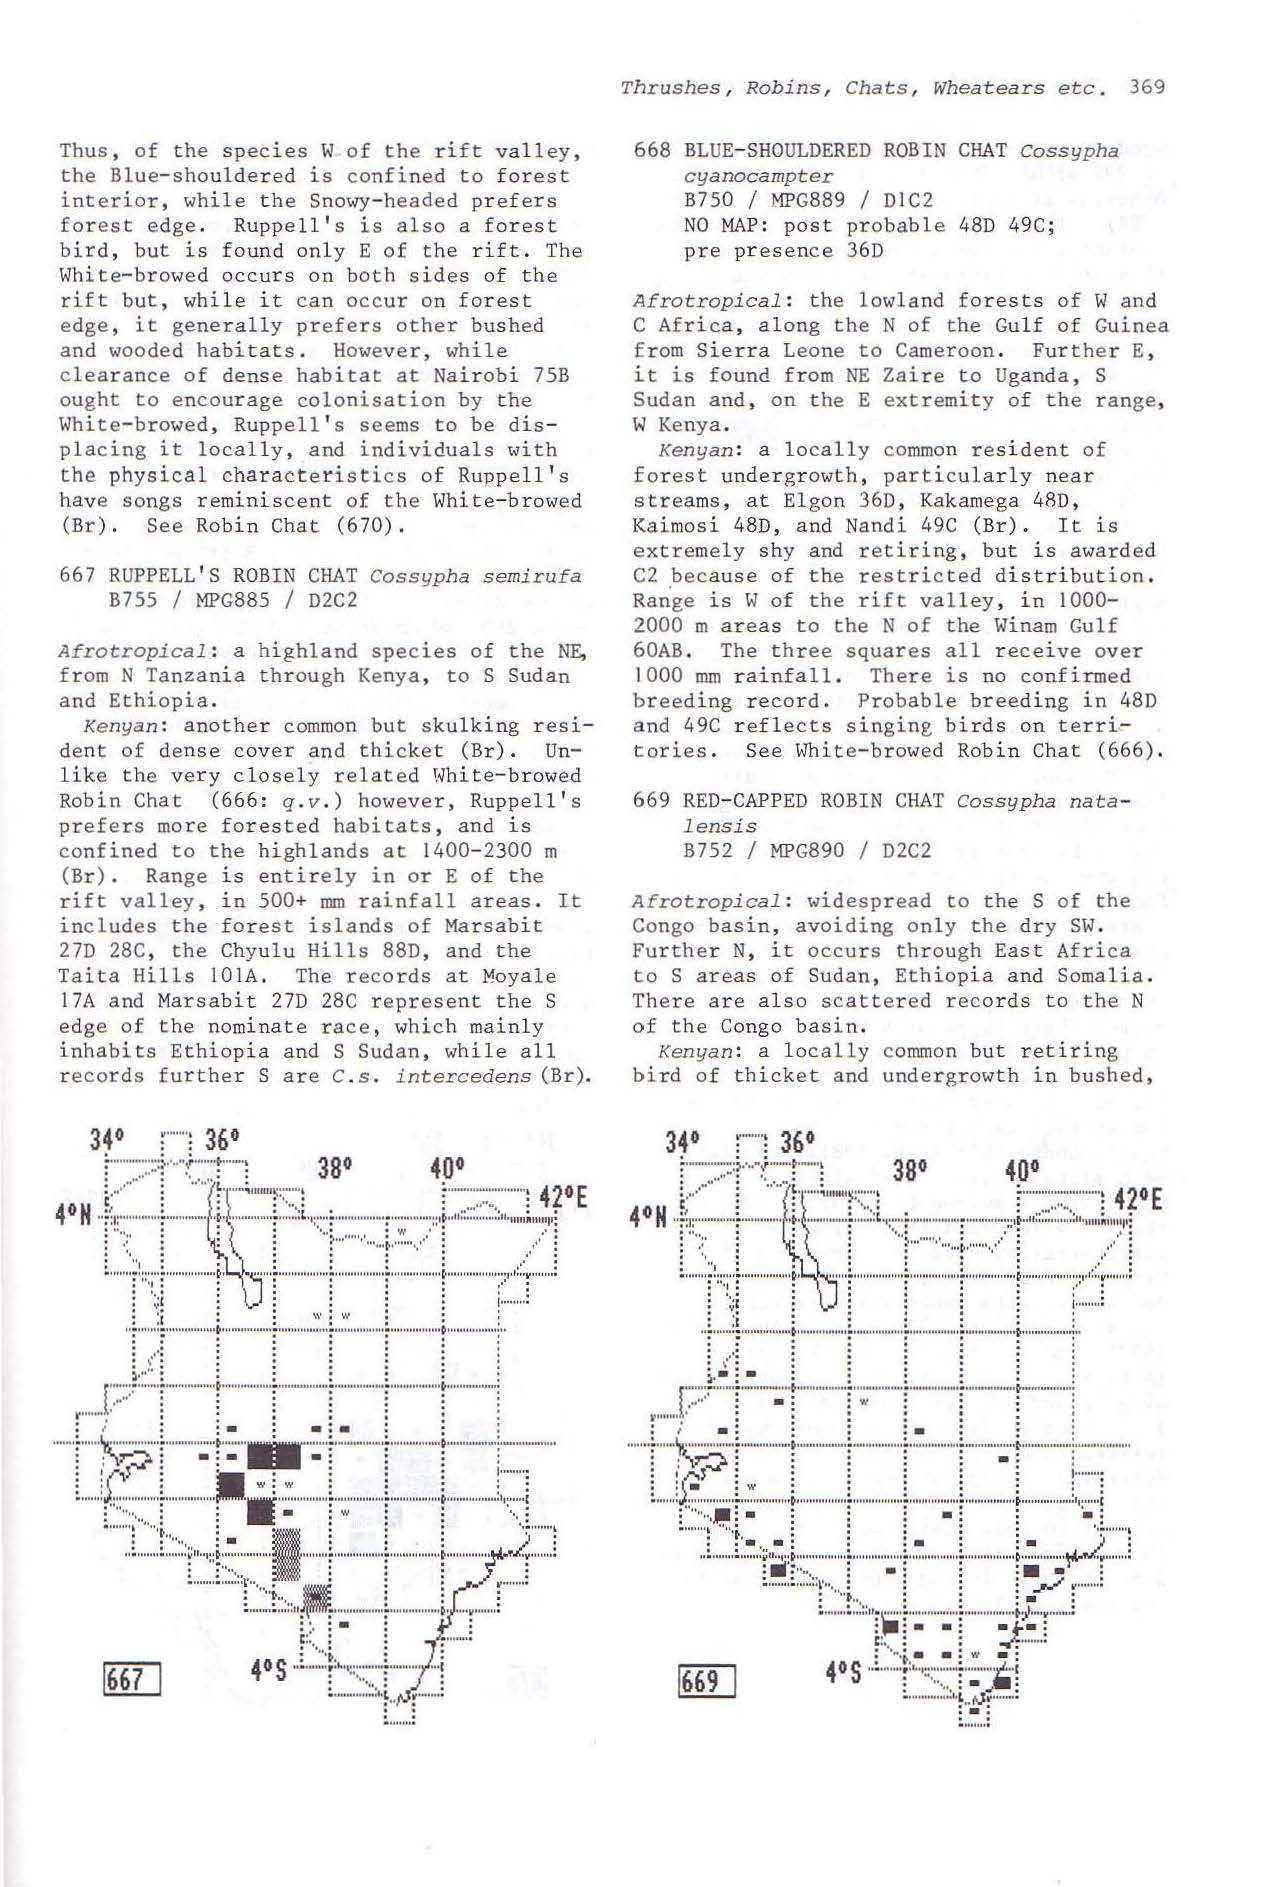 Thrushes, Robins, Chats, Wheatears etc. 369
Thus, of the species W of the rift valley,
the Blue-shouldered is confined to forest
interior, while the Snowy-headed prefers
forest edge. Ruppell's is also a forest
bird, but is found only E of the rift. The
White-browed occurs on both sides of the
rift but, while it can occur on forest
edge, it generally prefers other bushed
and wooded habitats. However, while
clearance of dense habitat at Nairobi 75B
ought to encourage colonisation by the
White-browed, Ruppell's seems to be dis-
placing it locally, and individuals with
the physical characteristics of Ruppell's
have songs reminiscent of the White-browed
(Br). See Robin Chat (670).
667 RUPPELL'S ROBIN CHAT Cossypha semirufa
B755 / MPG885 / D2C2
Afrotropical: a highland species of the NE,
from N Tanzania through Kenya, to S Sudan
and Ethiopia.
Kenyan: another common but skulking resi-
dent of dense cover and thicket (Br). Un-
like the very closely related White-browed
Robin Chat (666: q.v.) however, Ruppell's
prefers more forested habitats, and is
confined to the highlands at 1400-2300 m
(Br). Range is entirely in or E of the
rift valley, in 500+ mm rainfall areas. It
includes the forest islands of Marsabit
27D 28C, the Chyulu Hills 88D, and the
Taita Hills 101A. The records at Moyale
17A and Marsabit 27D 28C represent the S
edge of the nominate race, which mainly
inhabits Ethiopia and S Sudan, while all
records further S are C.s. intercedens (Br).
34° 36°
38° 40°
42°E
4°N
w
w w
w w
w
4°S
667
668 BLUE-SHOULDERED ROBIN CHAT Cossypha
cyanocampter
B750 / MPG889 / D1C2
NO MAP: post probable 48D 49C;
pre presence 36D
Afrotropical: the lowland forests of W and
C Africa, along the N of the Gulf of Guinea
from Sierra Leone to Cameroon. Further E,
it is found from NE Zaire to Uganda, S
Sudan and, on the E extremity of the range,
W Kenya.
Kenyan: a locally common resident of
forest undergrowth, particularly near
streams, at Elgon 36D, Kakamega 48D,
Kaimosi 48D, and Nandi 49C (Br). It is
extremely shy and retiring, but is awarded
C2 because of the restricted distribution.
Range is W of the rift valley, in 1000-
2000 m areas to the N of the Winam Gulf
60AB. The three squares all receive over
1000 mm rainfall. There is no confirmed
breeding record. Probable breeding in 48D
and 49C reflects singing birds on terri-
tories. See White-browed Robin Chat (666).
669 RED-CAPPED ROBIN CHAT Cossypha nata-
lensis
B752 / MPG890 / D2C2
Afrotropical: widespread to the S of the
Congo basin, avoiding only the dry SW.
Further N, it occurs through East Africa
to S areas of Sudan, Ethiopia and Somalia.
There are also scattered records to the N
of the Congo basin.
Kenyan: a locally common but retiring
bird of thicket and undergrowth in bushed,
34° 36°
38° 40°
42°E
4°N
w
w
w
4°S
669